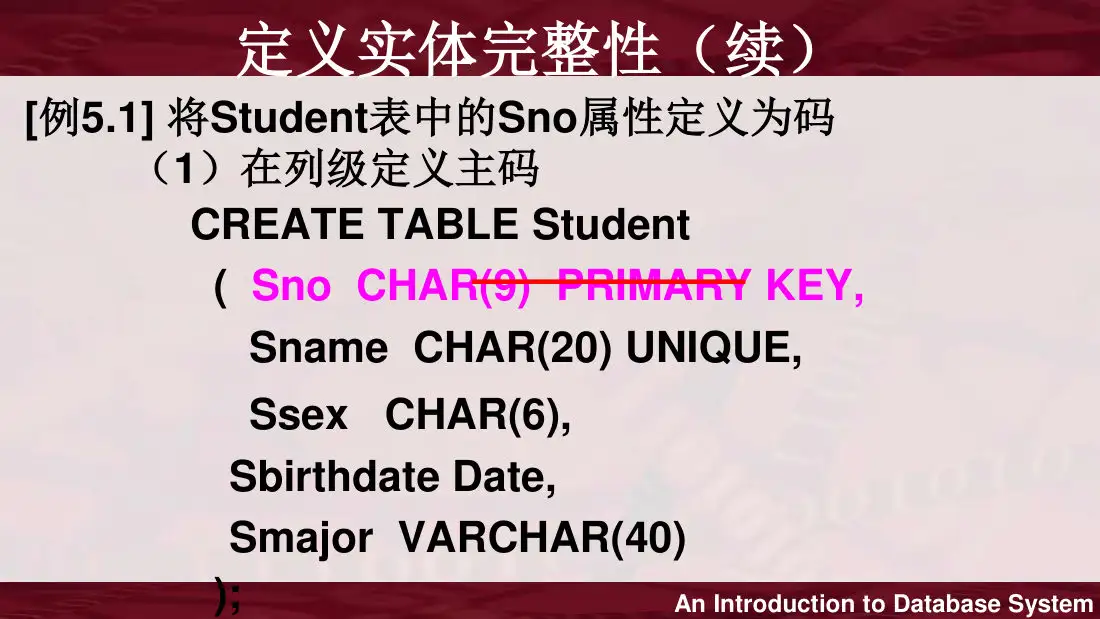 定义实体完整性（续）
[例5.1] 将Student表中的Sno属性定义为码
（1）在列级定义主码
CREATE TABLE Student
( Sno CHAR(9) PRIMARY KEY,
Sname CHAR(20) UNIQUE,
Ssex CHAR(6),
Sbirthdate Date,
Smajor VARCHAR(40)
);
An Introduction to Database System